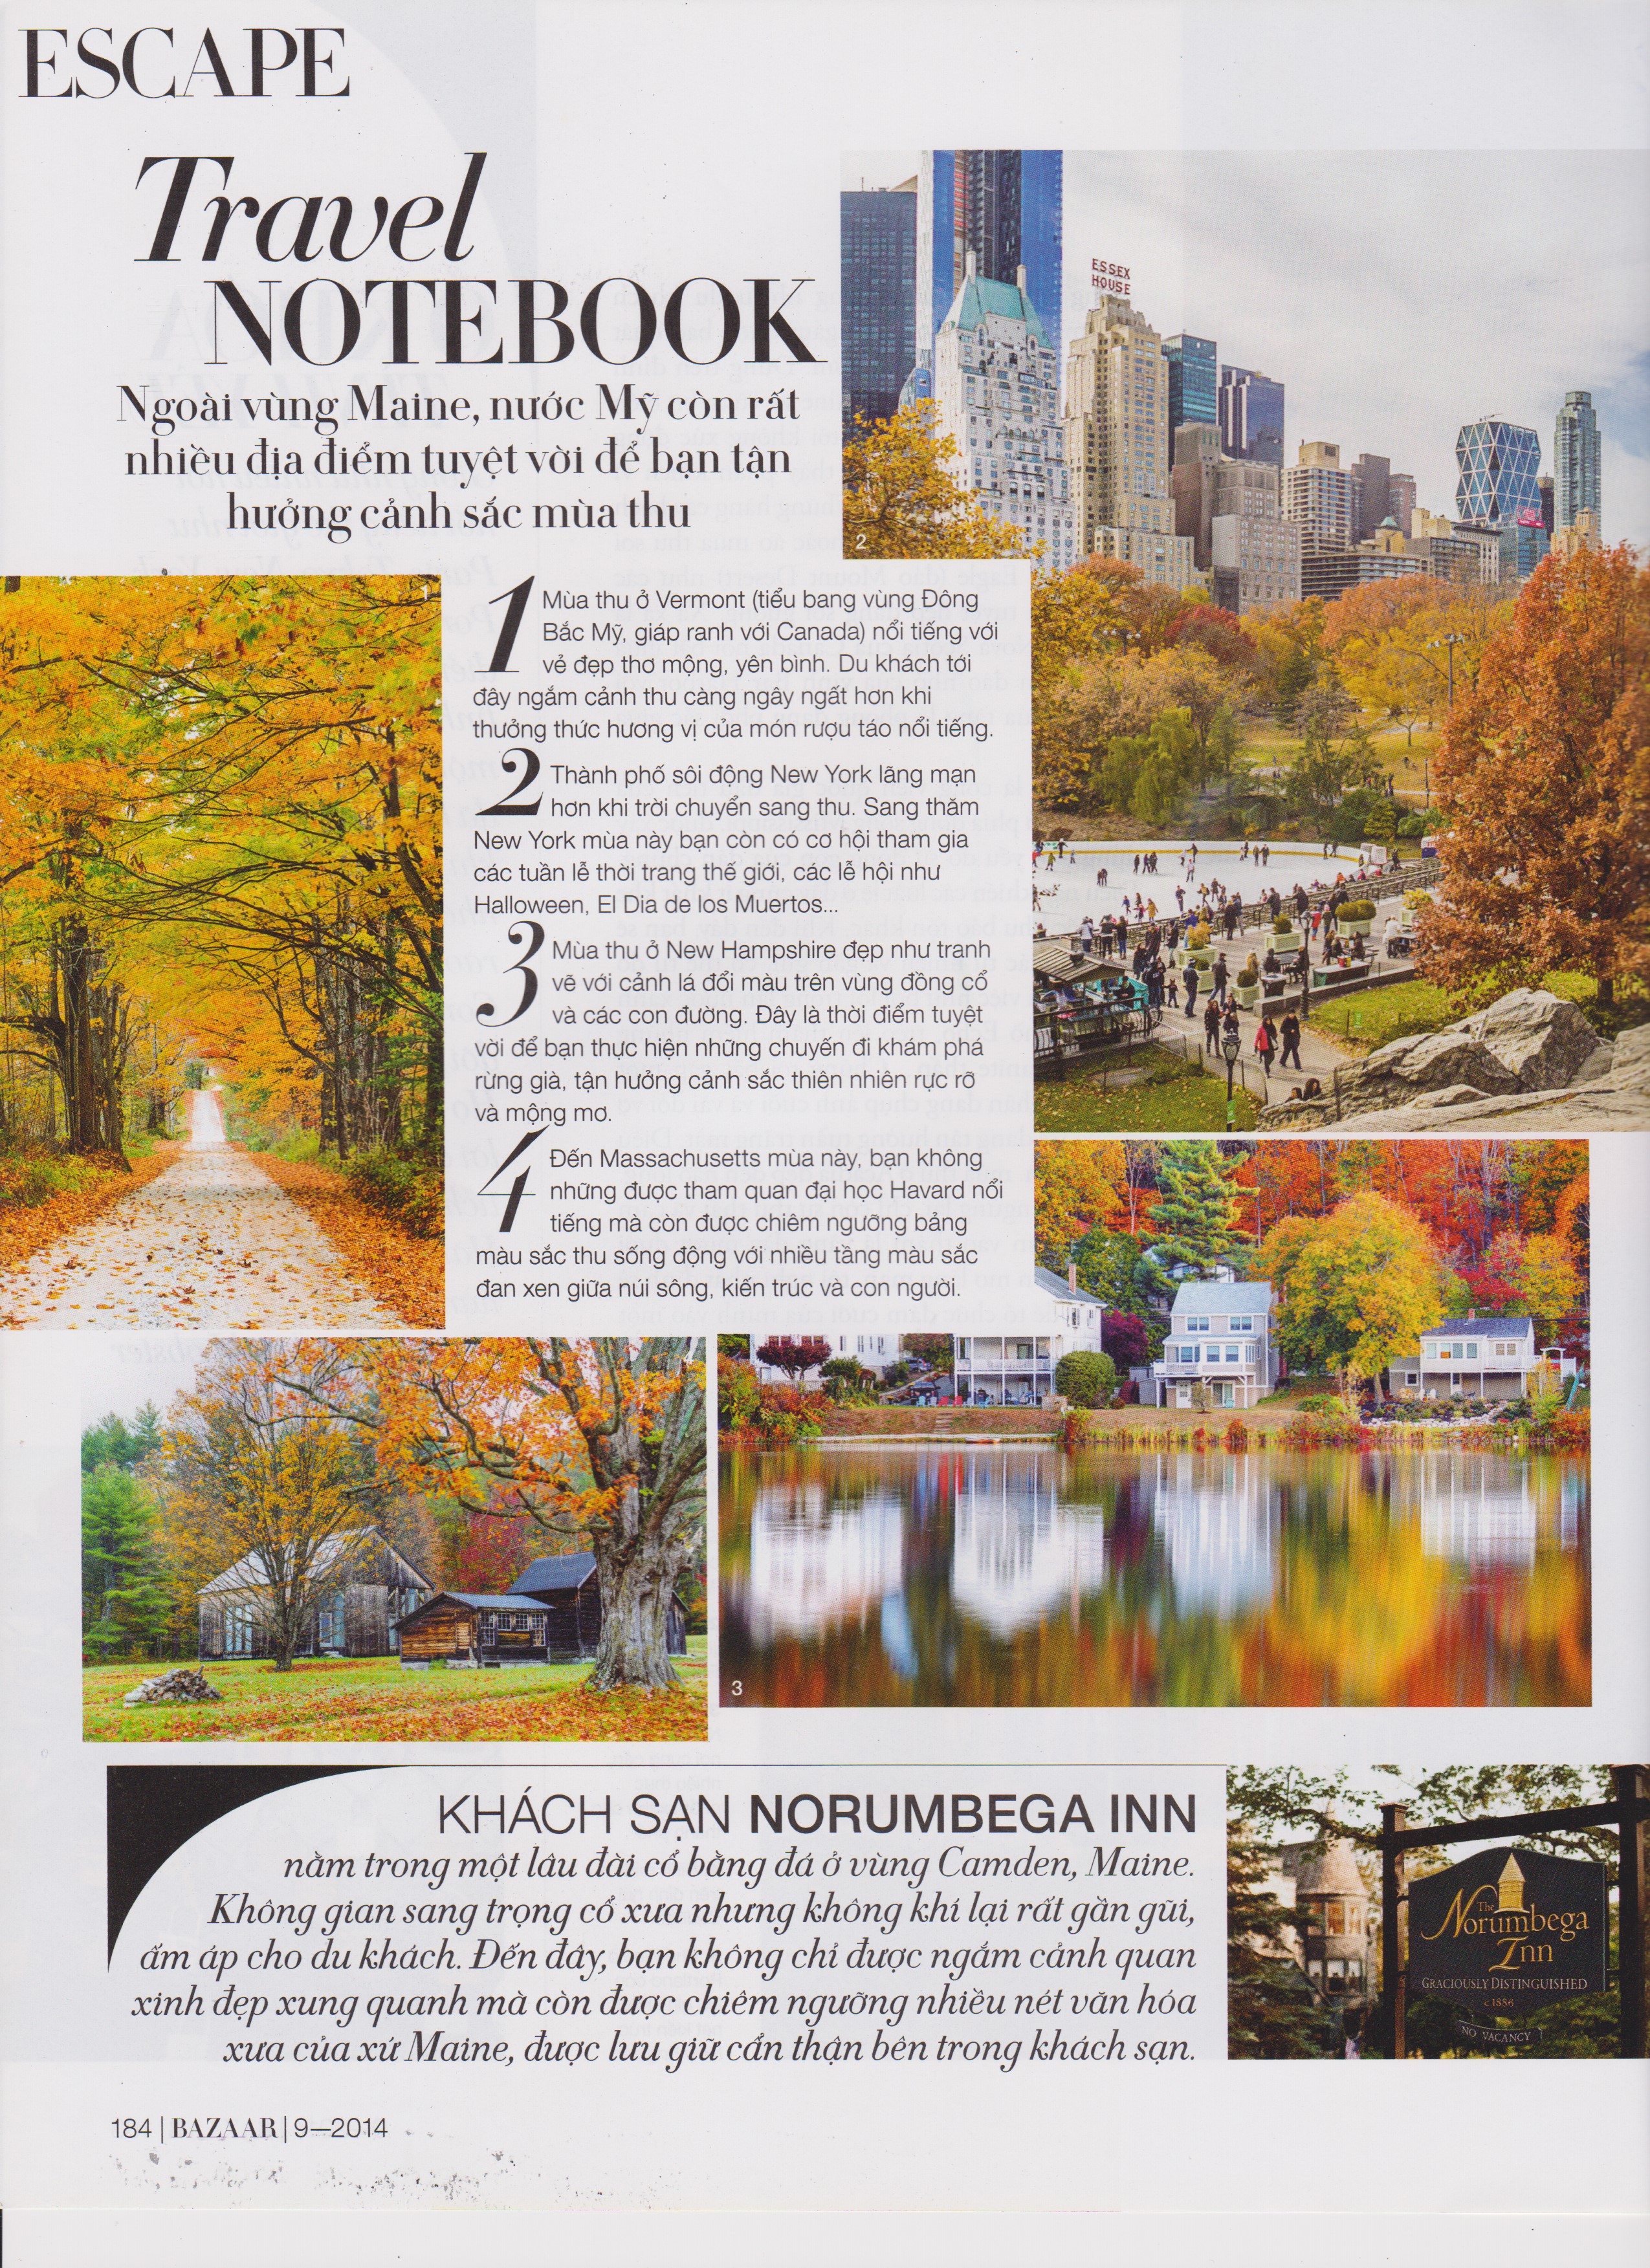 ESCAPE
Travel
NOTEBOOK
Ngoài vùng Maine, nước Mỹ còn rất
nhiều địa điểm tuyệt vời để bạn tận
hưởng cảnh sắc mùa thu
ESSEX
HOUSE
2
1
1 Mùa thu ở Vermont (tiểu bang vùng Đông
Bắc Mỹ, giáp ranh với Canada) nổi tiếng với
vẻ đẹp thơ mộng, yên bình. Du khách tới
đây ngắm cảnh thu càng ngây ngất hơn khi
thưởng thức hương vị của món rượu táo nổi tiếng.
2 Thành phố sôi động New York lãng mạn
hơn khi trời chuyển sang thu. Sang thăm
New York mùa này bạn còn có cơ hội tham gia
các tuần lễ thời trang thế giới, các lễ hội như
Halloween, El Dia de los Muertos...
3 Mùa thu ở New Hampshire đẹp như tranh
vẽ với cảnh lá đổi màu trên vùng đồng cổ
và các con đường. Đây là thời điểm tuyệt
vời để bạn thực hiện những chuyến đi khám phá
rừng già, tận hưởng cảnh sắc thiên nhiên rực rỡ
và mộng mơ.
4 Đến Massachusetts mùa này, bạn không
những được tham quan đại học Havard nổi
tiếng mà còn được chiêm ngưỡng bảng
màu sắc thu sống động với nhiều tầng màu sắc
đan xen giữa núi sông, kiến trúc và con người.
3
KHÁCH SẠN NORUMBEGA INN
nằm trong một lâu đài cổ bằng đá ở vùng Camden, Maine.
Không gian sang trọng cổ xưa nhưng không khí lại rất gần gũi,
ấm áp cho du khách. Đến đây, bạn không chỉ được ngắm cảnh quan
xinh đẹp xung quanh mà còn được chiêm ngưỡng nhiều nét văn hóa
xưa của xứ Maine, được lưu giữ cẩn thận bên trong khách sạn.
The
Norumbega
Inn
GRACIOUSLY DISTINGUISHED
c.1886
NO VACANCY
184 | BAZAAR | 9—2014